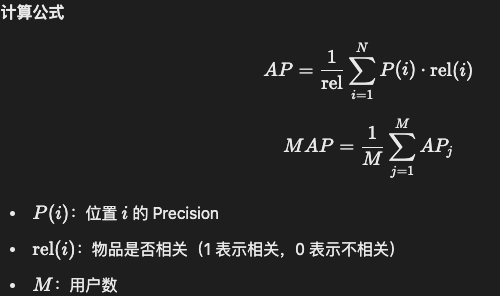 计算公式
AP = \frac{1}{\text{rel}} \sum_{i=1}^{N} P(i) \cdot \text{rel}(i)
MAP = \frac{1}{M} \sum_{j=1}^{M} AP_j
• P(i)：位置 i 的 Precision
• rel(i)：物品是否相关（1 表示相关，0 表示不相关）
• M：用户数